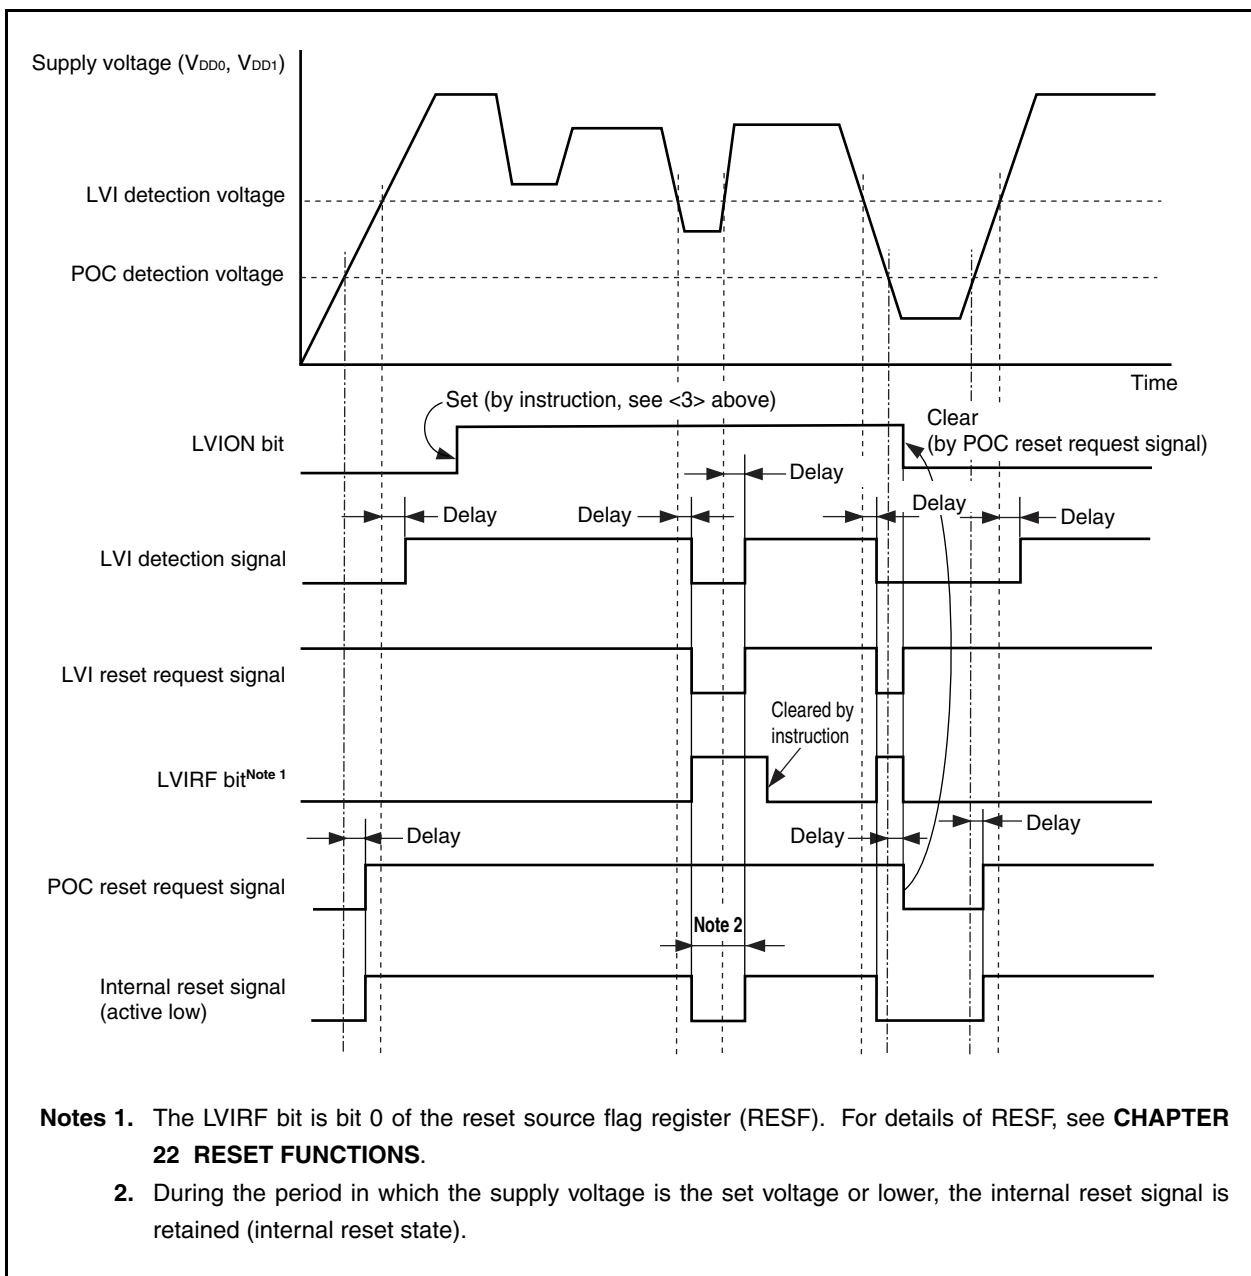 Supply voltage (VDD0, VDD1)
LVI detection voltage
POC detection voltage
Time
Set (by instruction, see <3> above)
Clear
(by POC reset request signal)
LVION bit
Delay
Delay
Delay
Delay
Delay
LVI detection signal
LVI reset request signal
Cleared by
instruction
LVIRF bitNote 1
Delay
Delay
Delay
POC reset request signal
Note 2
Internal reset signal
(active low)
Notes 1. The LVIRF bit is bit 0 of the reset source flag register (RESF). For details of RESF, see CHAPTER
22 RESET FUNCTIONS.
2. During the period in which the supply voltage is the set voltage or lower, the internal reset signal is
retained (internal reset state).